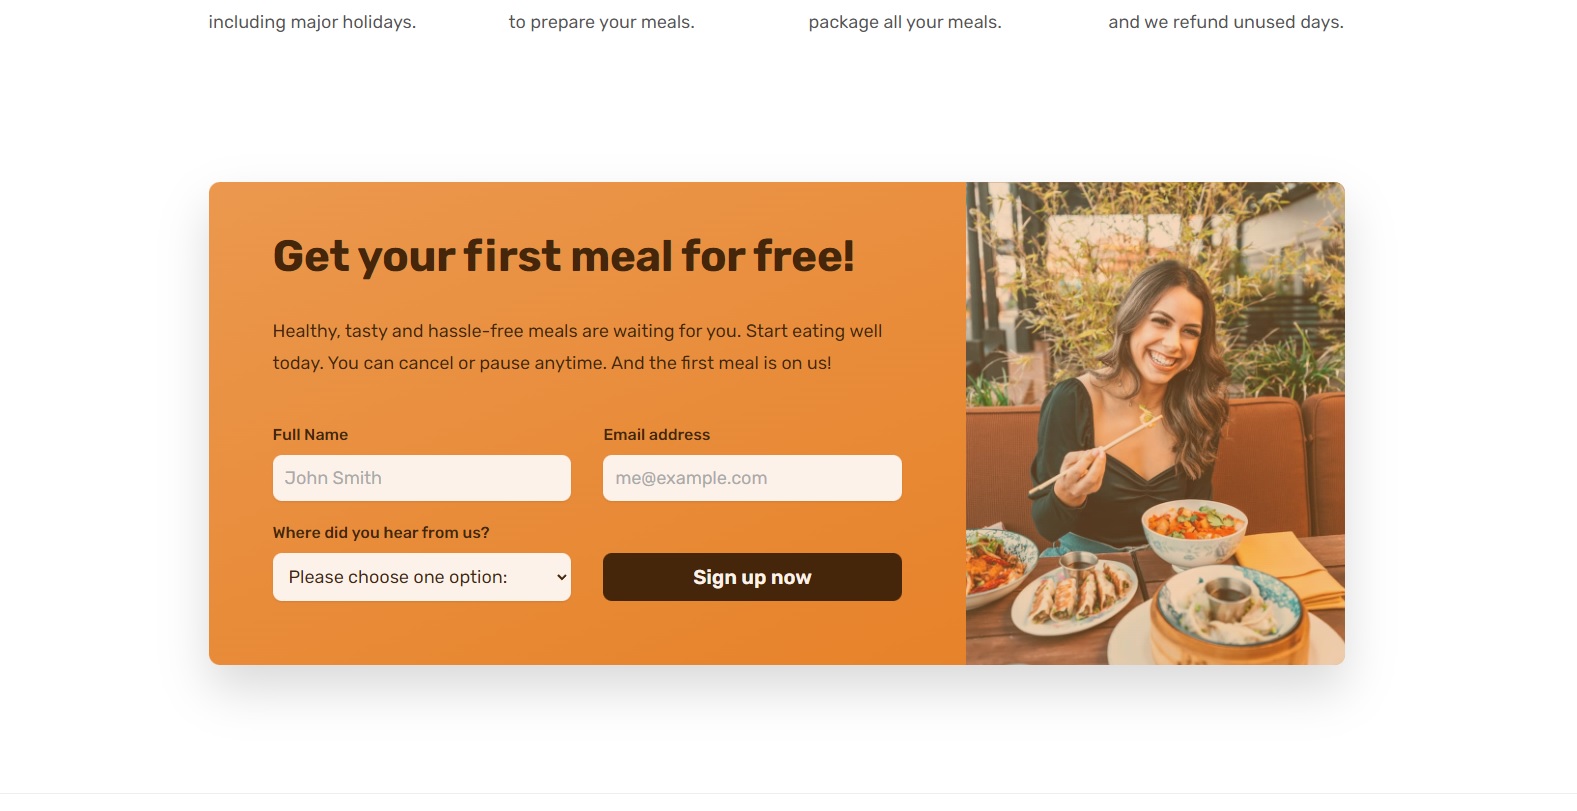 including major holidays.
to prepare your meals.
package all your meals.
and we refund unused days.
Get your first meal for free!
Healthy, tasty and hassle-free meals are waiting for you. Start eating well
today. You can cancel or pause anytime. And the first meal is on us!
Full Name
Email address
John Smith
me@example.com
Where did you hear from us?
Please choose one option:
Sign up now